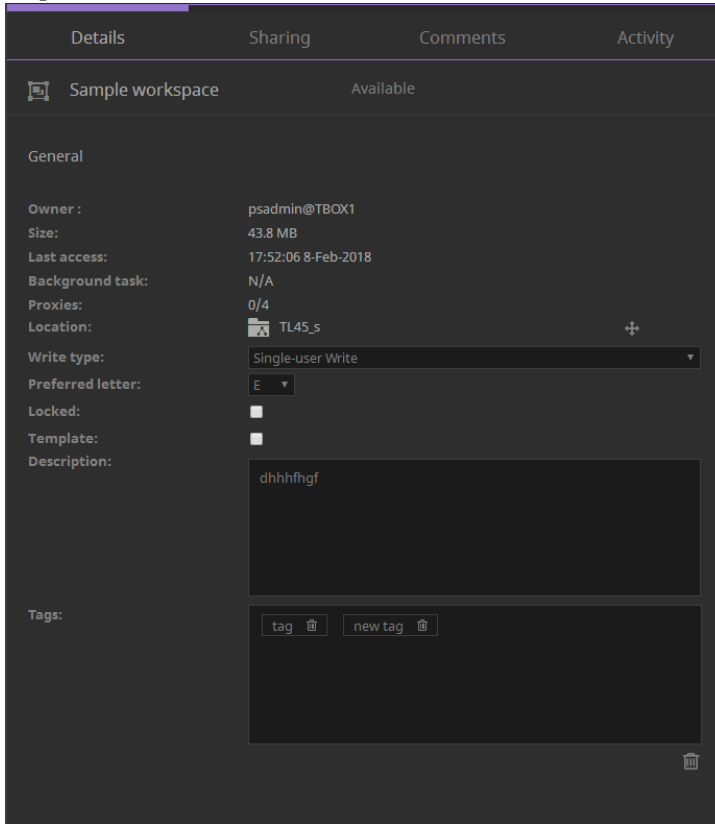 Details Sharing Comments Activity
Sample workspace Available
General
Owner : psadmin@TBOX1
Size: 43.8 MB
Last access: 17:52:06 8-Feb-2018
Background task: N/A
Proxies: 0/4
Location: TL45_s
Write type: Single-user Write
Preferred letter: E
Locked:
Template:
Description: dhhhfhgf
Tags: tag new tag